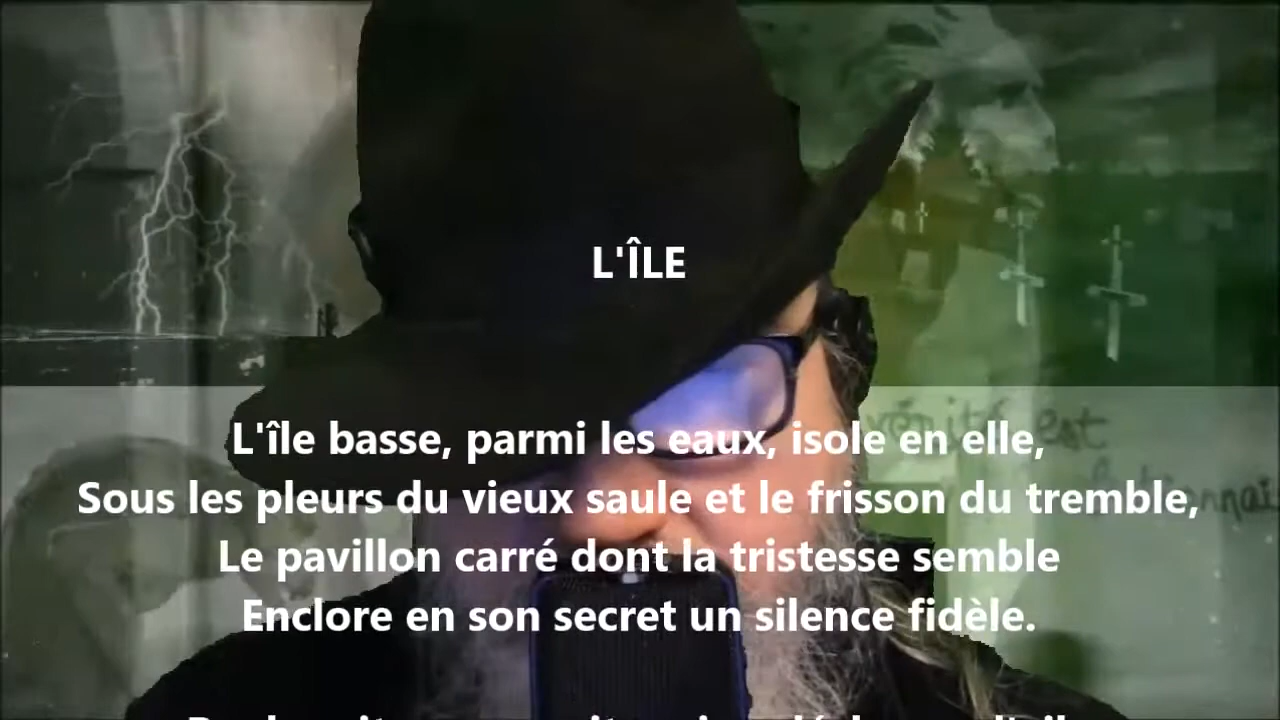 L'ÎLE
L'île basse, parmi les eaux, isole en elle,
Sous les pleurs du vieux saule et le frisson du tremble,
Le pavillon carré dont la tristesse semble
Enclore en son secret un silence fidèle.
est